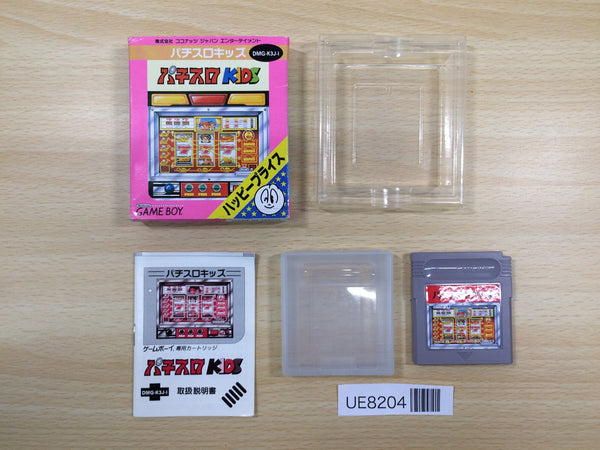 株式会社 ココナッツ ジャパン エンターテイメント
パチスロキッズ
DMG-K3J-I
パチスロ KIDS
ハッピープライス
GAME BOY
パチスロキッズ
ゲームボーイ専用カートリッジ
パチスロ KIDS
DMG-K3J-I
取扱説明書
UE8204